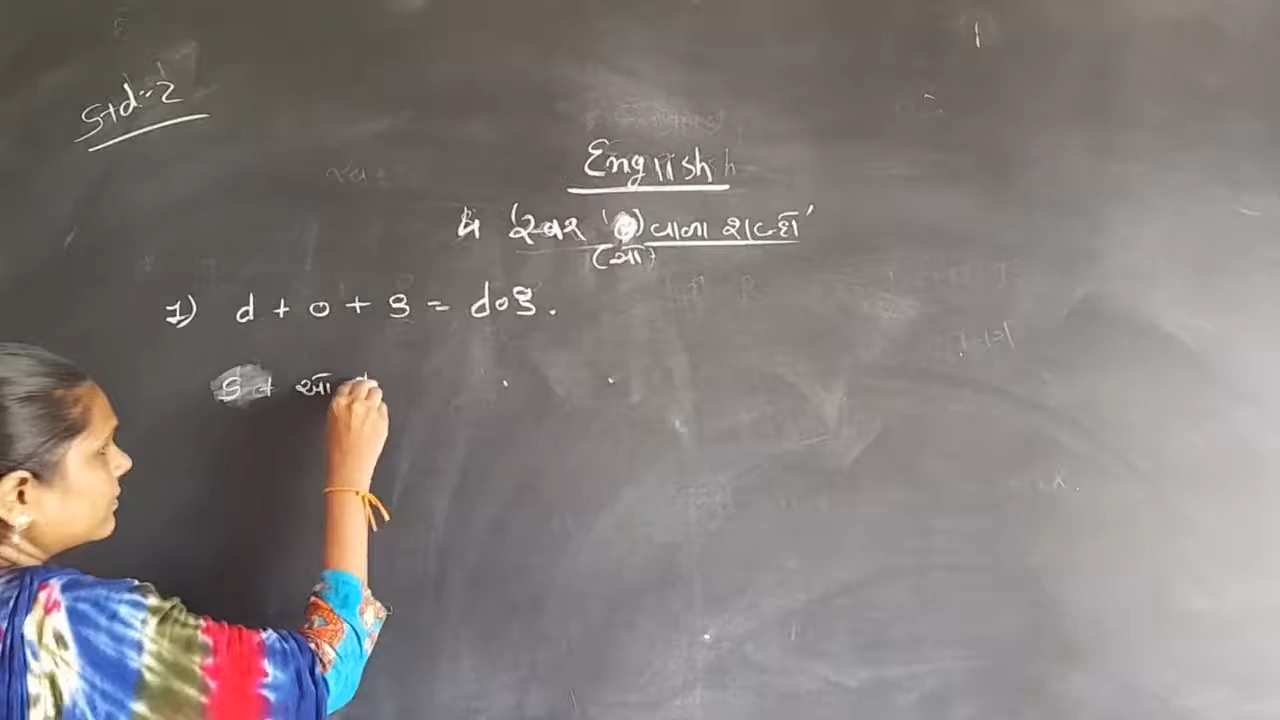 Std:-2
English
* 'સ્વર 'o' વાળા શબ્દો'
(ઑ)
1) d + o + g = dog.
ડ + ઑ +